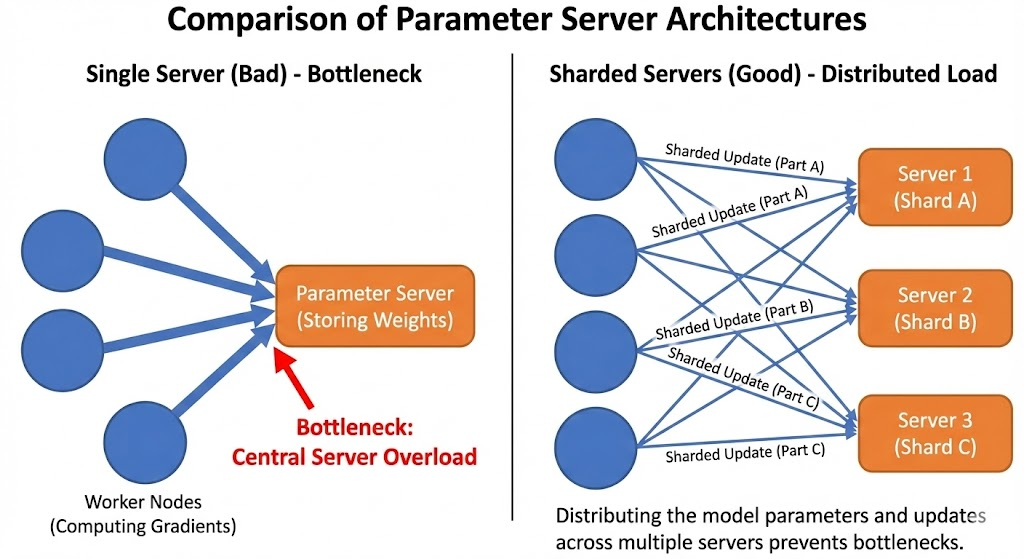 Comparison of Parameter Server Architectures
Single Server (Bad) - Bottleneck
Parameter Server
(Storing Weights)
Bottleneck:
Central Server Overload
Worker Nodes
(Computing Gradients)
Sharded Servers (Good) - Distributed Load
Sharded Update (Part A)
Sharded Update (Part A)
Sharded Update (Part B)
Sharded Update (Part C)
Sharded Update (Part C)
Server 1
(Shard A)
Server 2
(Shard B)
Server 3
(Shard C)
Distributing the model parameters and updates
across multiple servers prevents bottlenecks.